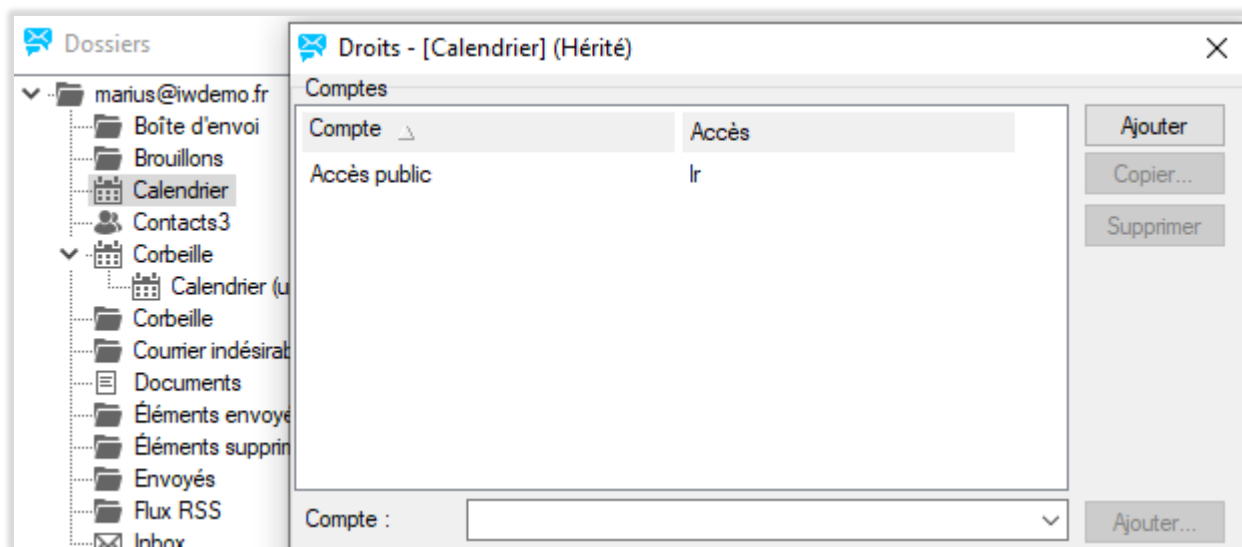 Dossiers
marius@iwdemo.fr
Boîte d'envoi
Brouillons
Calendrier
Contacts3
Corbeille
Calendrier (u
Corbeille
Courrier indésirab
Documents
Éléments envoyé
Éléments supprin
Envoyés
Flux RSS
Inbox
Droits - [Calendrier] (Hérité)
Comptes
Compte Accès
Accès public lr
Ajouter
Copier...
Supprimer
Compte :
Ajouter...